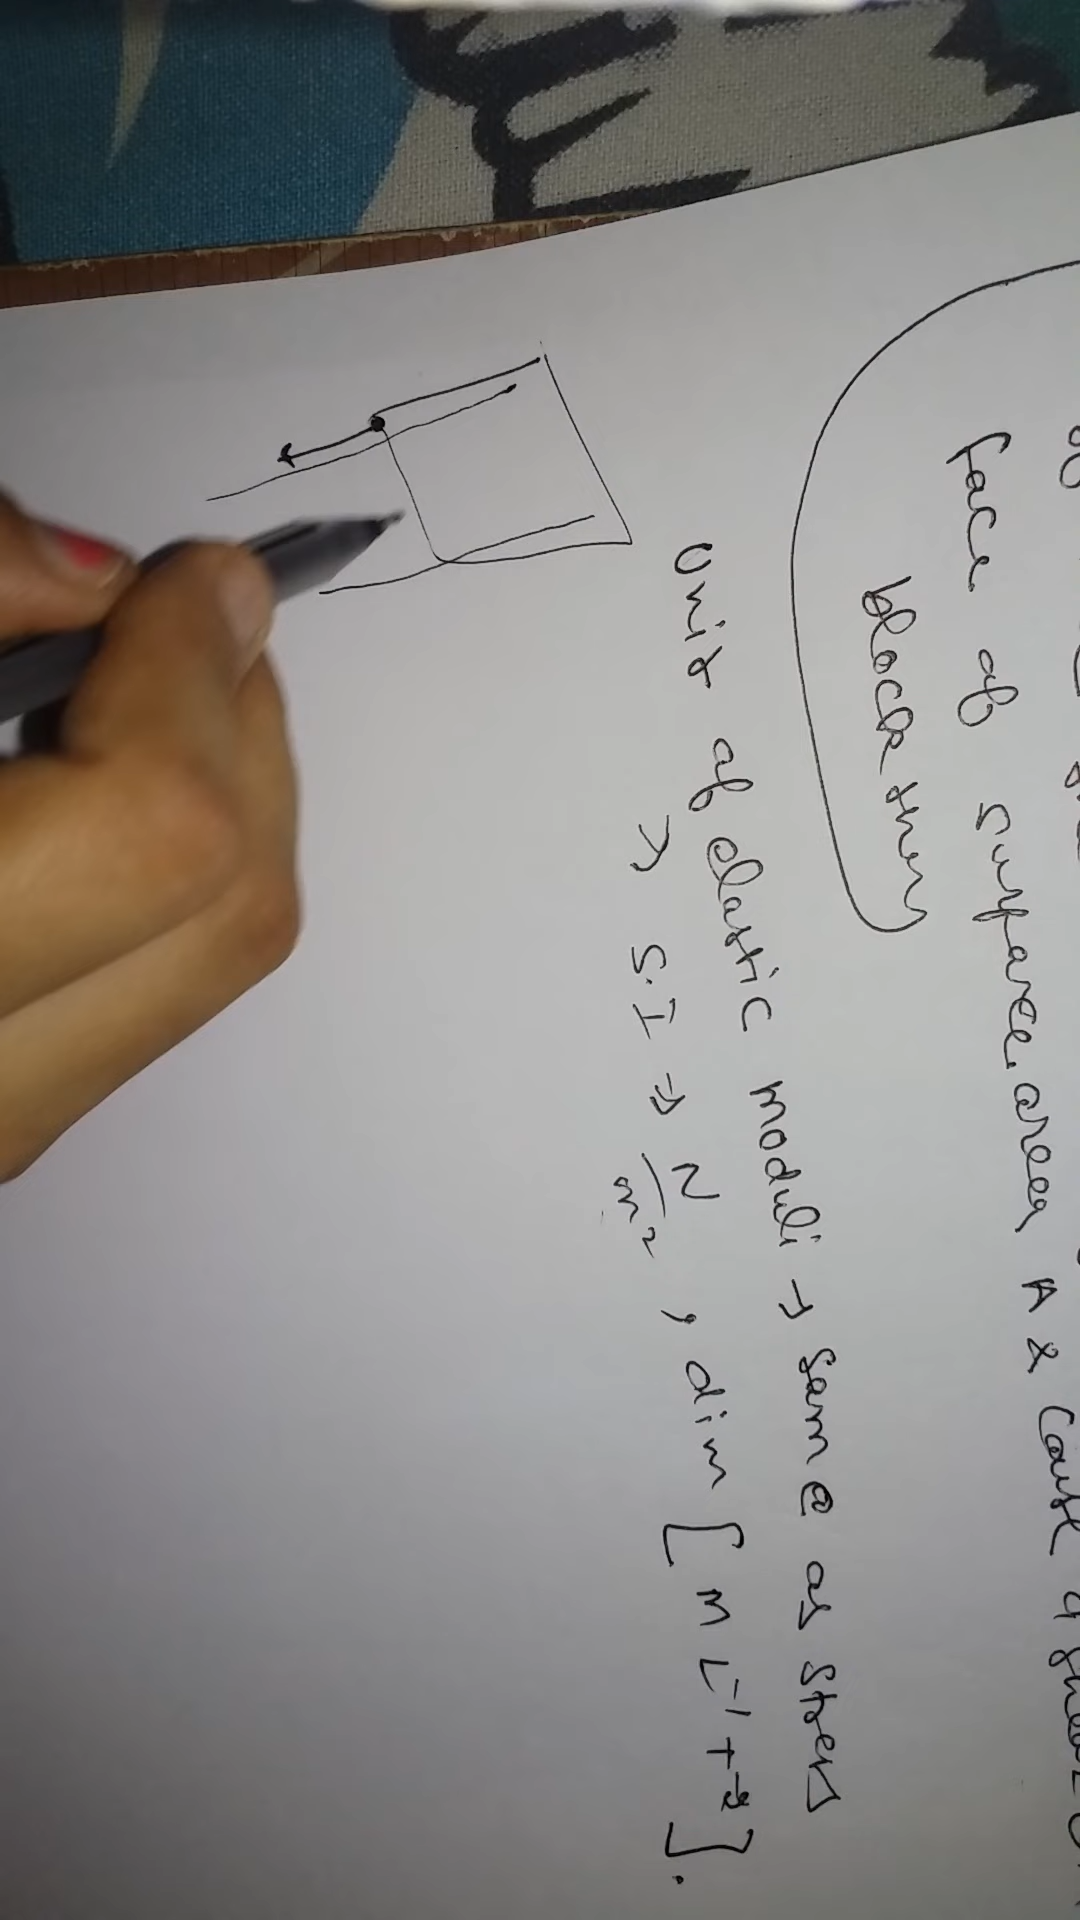 face of surface area A & cause a shear
block then
Unit of elastic moduli → same as stress
→ S.I → N/m², dim [M L⁻¹ T⁻²].